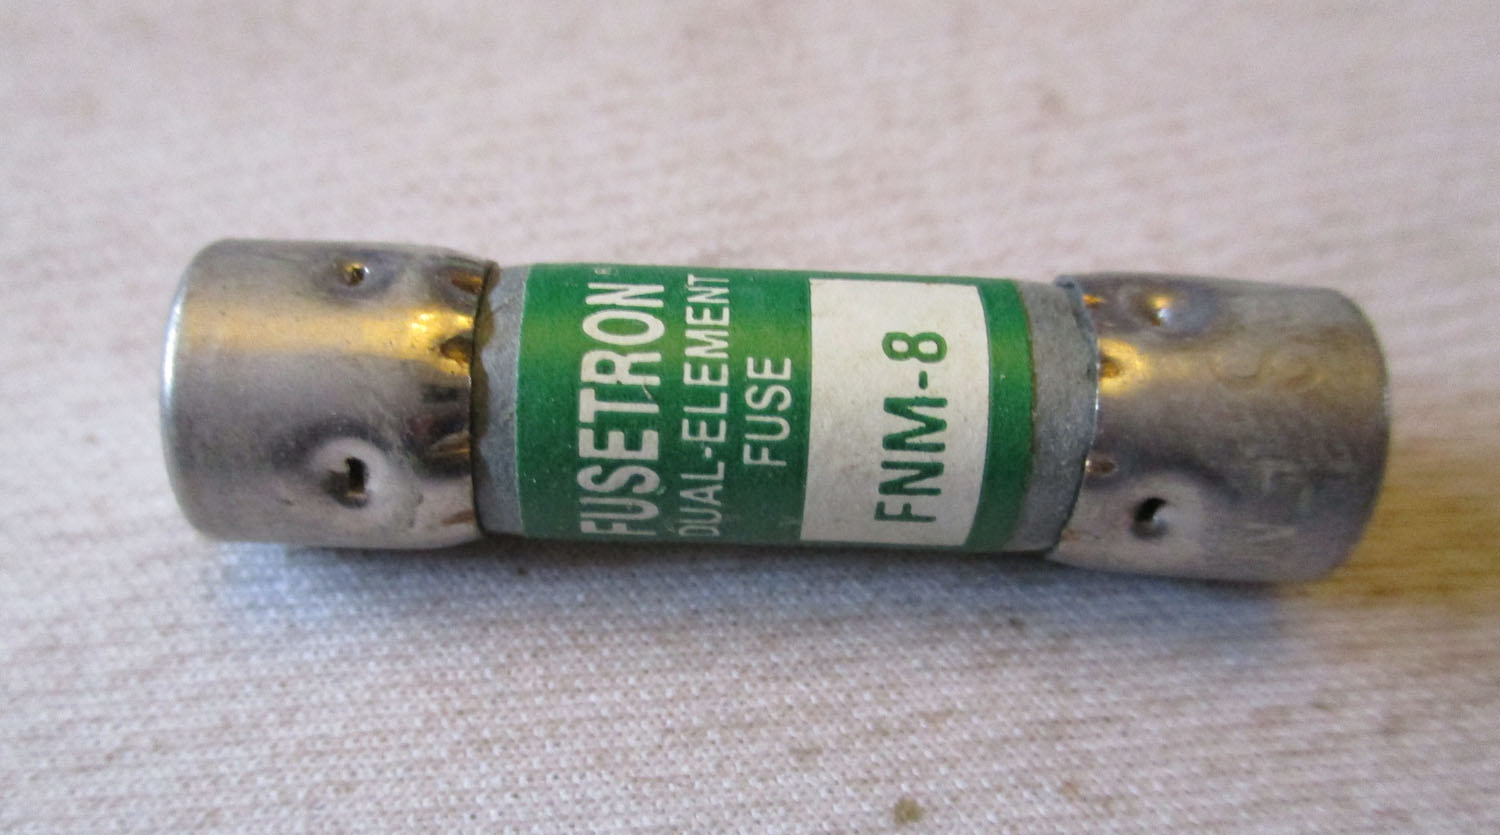 FUSETRON®
DUAL-ELEMENT
FUSE
FNM-8